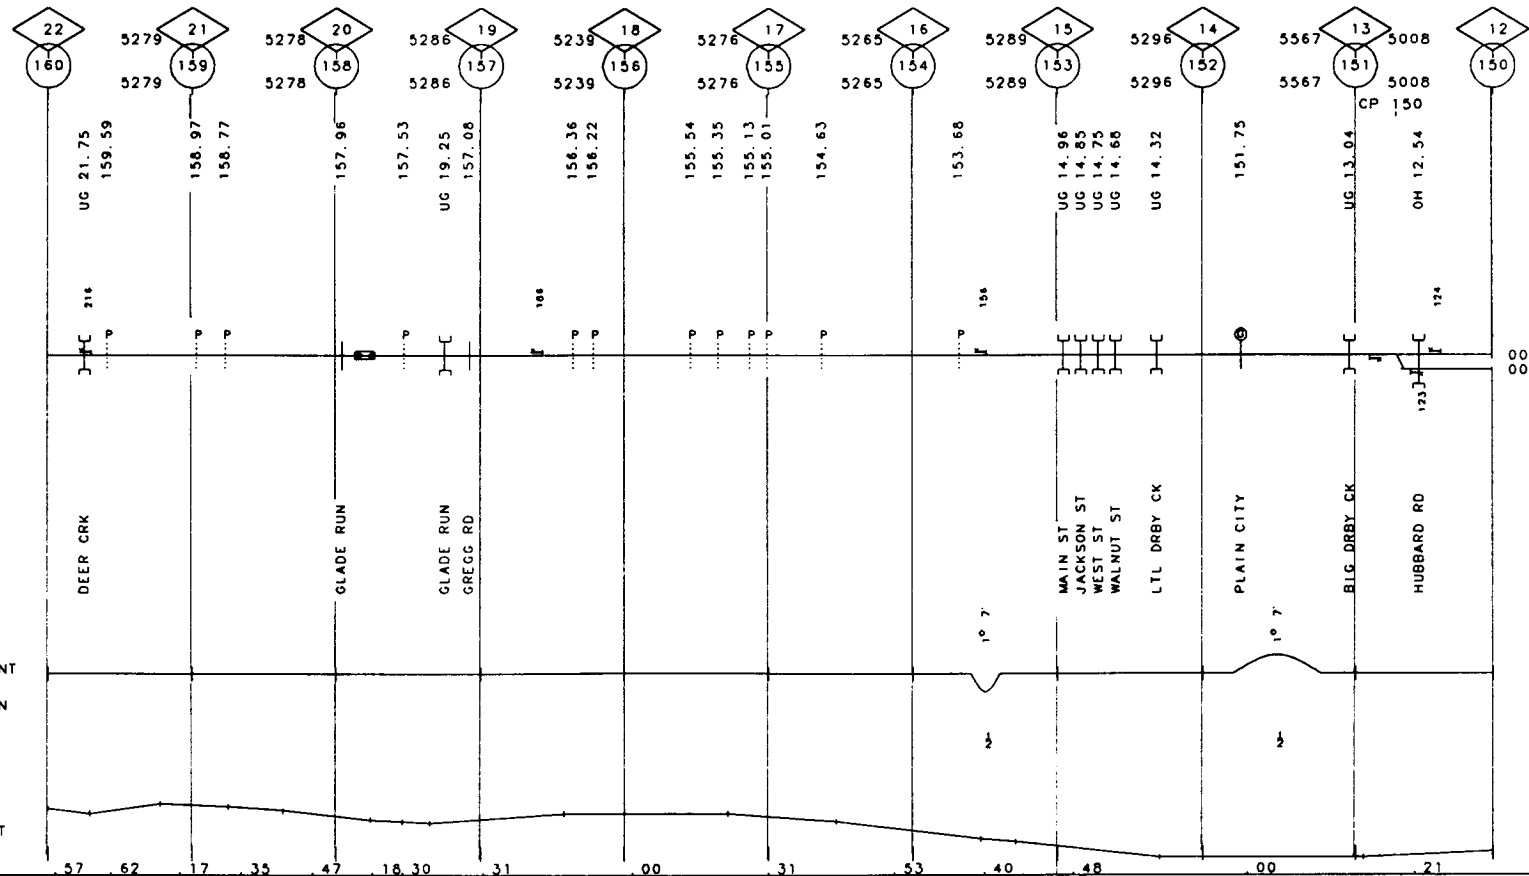 22 21 20 19 18 17 16 15 14 13 12
5279 5278 5286 5239 5276 5265 5289 5296 5567 5008
160 159 158 157 156 155 154 153 152 151 150
5279 5278 5286 5239 5276 5265 5289 5296 5567 5008
CP 150
UG 21.75
159.59
158.97
158.77
157.96
157.53
UG 19.25
157.08
156.36
156.22
155.54
155.35
155.13
155.01
154.63
153.68
UG 14.96
UG 14.85
UG 14.75
UG 14.68
UG 14.32
151.75
UG 13.04
OH 12.54
216 166 156 124
P P P P P P P P P P P P
00
00
123
DEER CRK
GLADE RUN
GLADE RUN
GREGG RD
MAIN ST
JACKSON ST
WEST ST
WALNUT ST
LTL DRBY CK
PLAIN CITY
BIG DRBY CK
HUBBARD RD
1° 7' 1° 7'
NT
N
1/2 1/2
T
.57 .62 .17 .35 .47 .18 .30 .31 .00 .31 .53 .40 .48 .00 .21